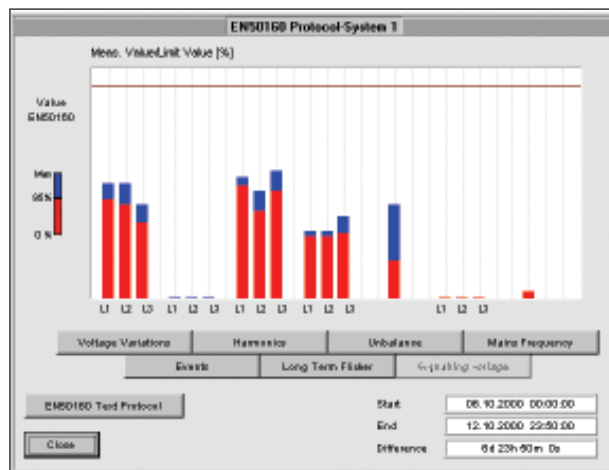 EN50160 Protocol-System 1
Meas. Value/Limit Value [%]
Value
EN50160
Max
95%
0 %
L1 L2 L3 L1 L2 L3 L1 L2 L3 L1 L2 L3 L1 L2 L3
Voltage Variations Harmonics Unbalance Mains Frequency
Events Long Term Flicker Signaling Voltage
EN50160 Text Protocol Start 06.10.2000 00:00:00
End 12.10.2000 23:50:00
Close Difference 6d 23h 50m 0s